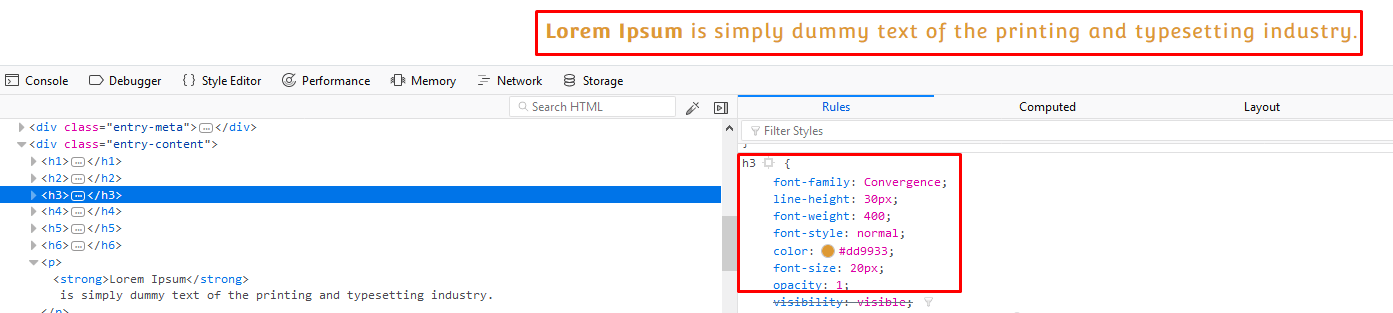 Lorem Ipsum is simply dummy text of the printing and typesetting industry.
Console Debugger {} Style Editor Performance Memory Network Storage
Search HTML
Rules Computed Layout
Filter Styles
<div class="entry-meta">…</div>
<div class="entry-content">
<h1>…</h1>
<h2>…</h2>
<h3>…</h3>
<h4>…</h4>
<h5>…</h5>
<h6>…</h6>
<p>
<strong>Lorem Ipsum</strong>
is simply dummy text of the printing and typesetting industry.
</p>
}
h3 {
font-family: Convergence;
line-height: 30px;
font-weight: 400;
font-style: normal;
color: #dd9933;
font-size: 20px;
opacity: 1;
visibility: visible;